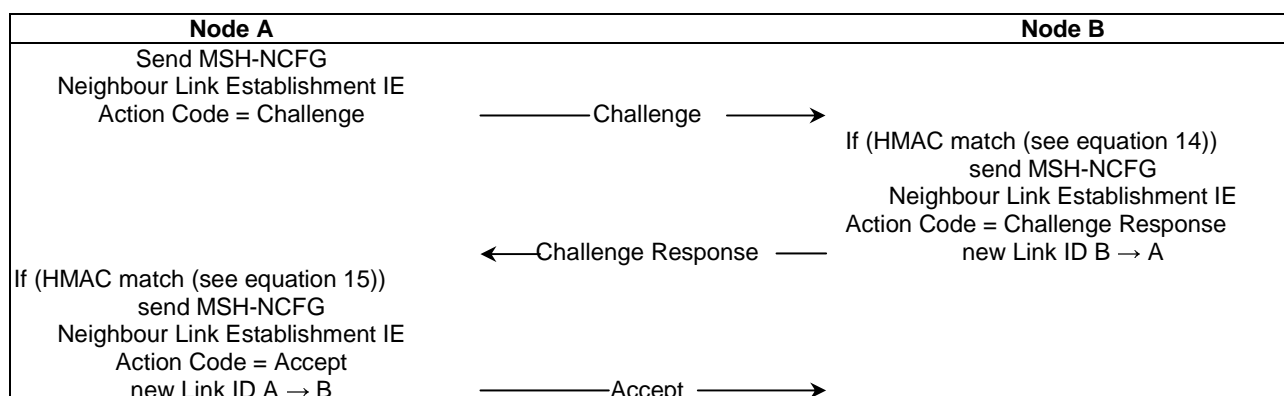 Node A Node B
Send MSH-NCFG
Neighbour Link Establishment IE
Action Code = Challenge Challenge
If (HMAC match (see equation 14))
send MSH-NCFG
Neighbour Link Establishment IE
Action Code = Challenge Response
Challenge Response new Link ID B → A
If (HMAC match (see equation 15))
send MSH-NCFG
Neighbour Link Establishment IE
Action Code = Accept
new Link ID A → B Accept